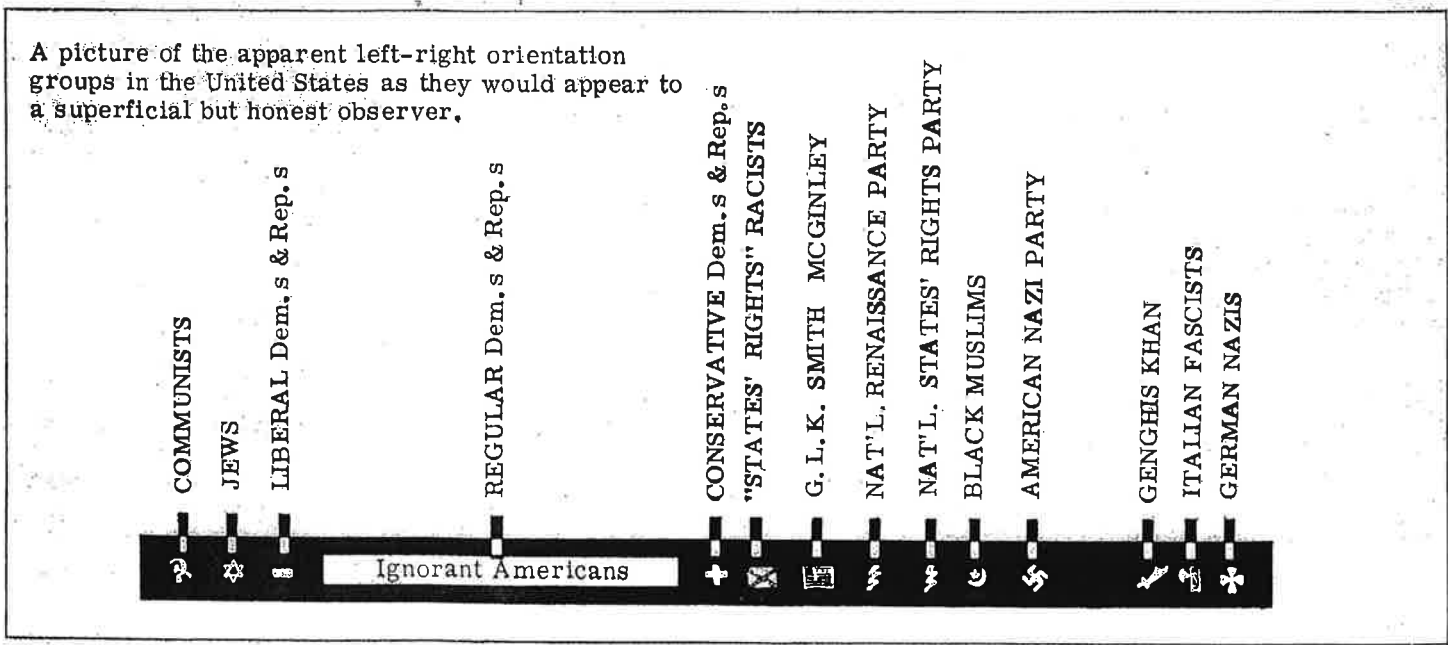 A picture of the apparent left-right orientation
groups in the United States as they would appear to
a superficial but honest observer.
COMMUNISTS
JEWS
LIBERAL Dem.s & Rep.s
REGULAR Dem.s & Rep.s
CONSERVATIVE Dem.s & Rep.s
"STATES' RIGHTS" RACISTS
G.L.K. SMITH MCGINLEY
NAT'L. RENAISSANCE PARTY
NAT'L. STATES' RIGHTS PARTY
BLACK MUSLIMS
AMERICAN NAZI PARTY
GENGHIS KHAN
ITALIAN FASCISTS
GERMAN NAZIS
Ignorant Americans